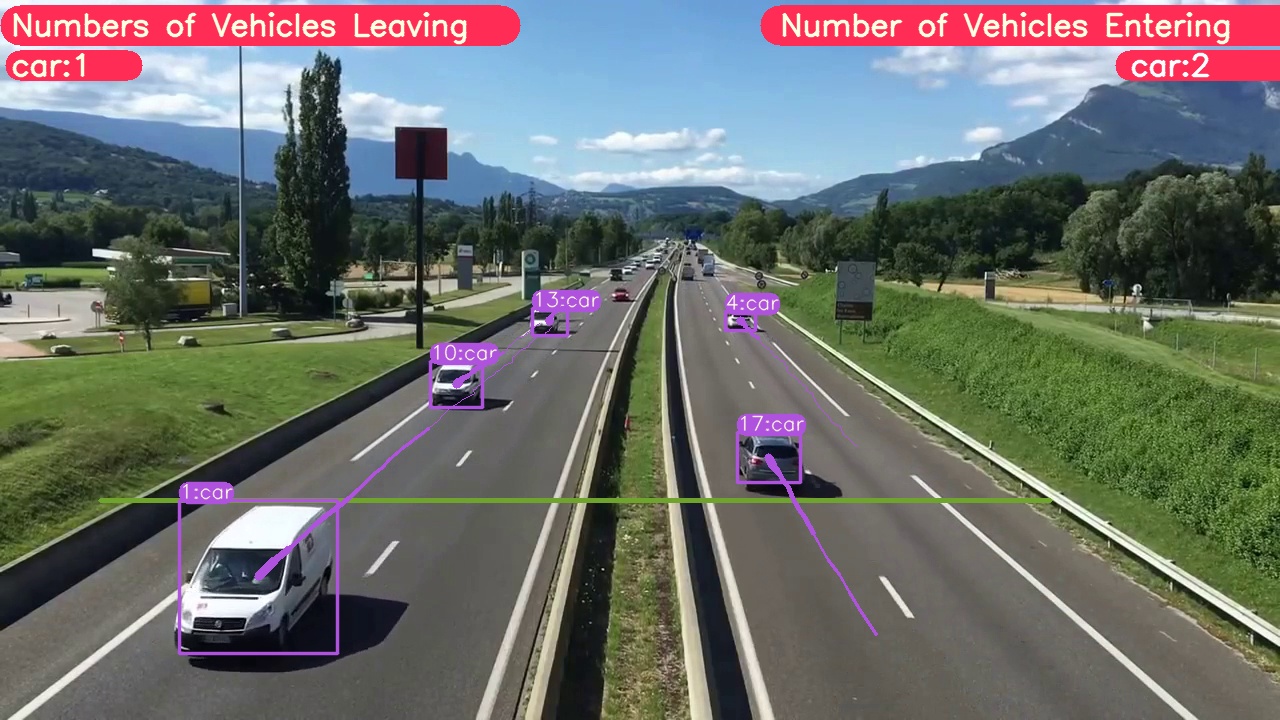 Numbers of Vehicles Leaving
Number of Vehicles Entering
car:1
car:2
13:car
4:car
10:car
17:car
1:car